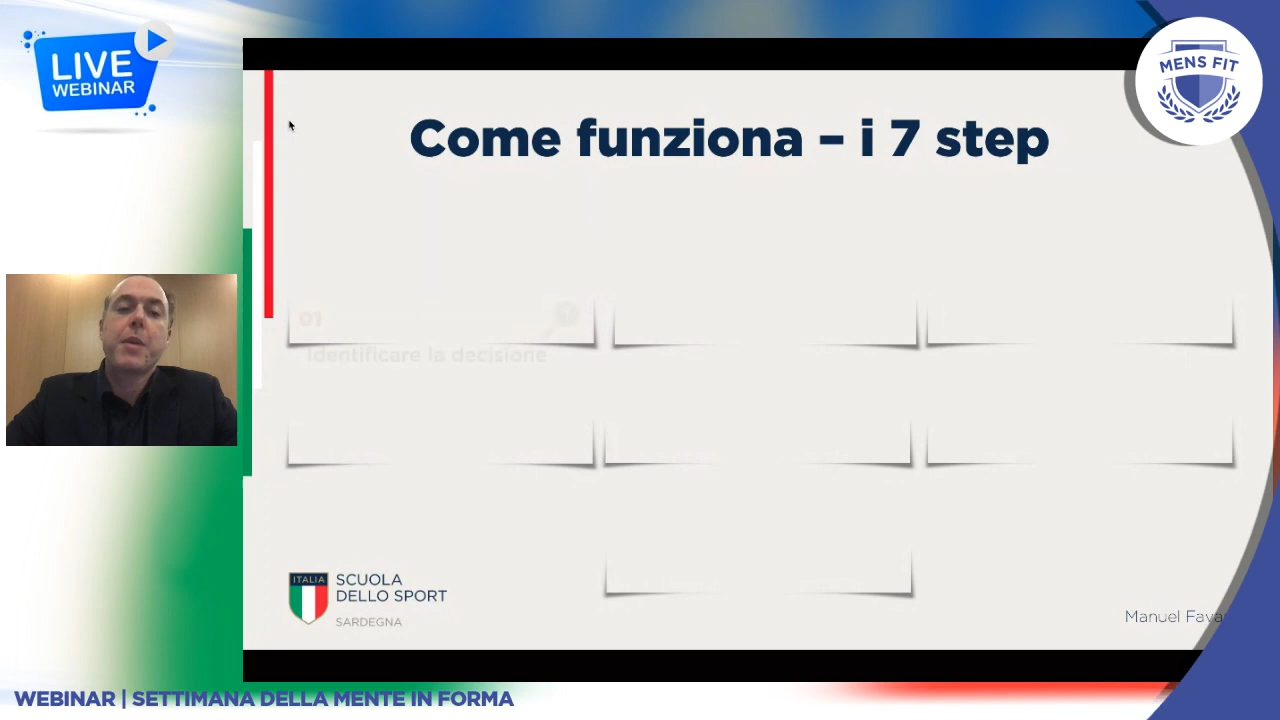 LIVE
WEBINAR
MENS FIT
Come funziona – i 7 step
01
Identificare la decisione
ITALIA
SCUOLA
DELLO SPORT
SARDEGNA
Manuel
WEBINAR | SETTIMANA DELLA MENTE IN FORMA